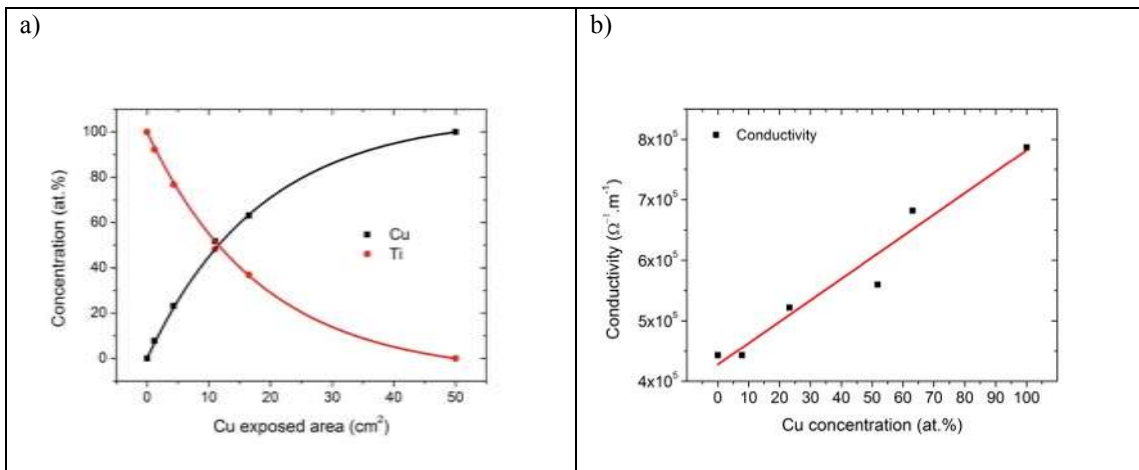 a)
100
80
60
40
20
0
Concentration (at.%)
Cu
Ti
0 10 20 30 40 50
Cu exposed area (cm²)
b)
Conductivity
8x10⁵
7x10⁵
6x10⁵
5x10⁵
4x10⁵
Conductivity (Ω⁻¹.m⁻¹)
0 10 20 30 40 50 60 70 80 90 100
Cu concentration (at.%)